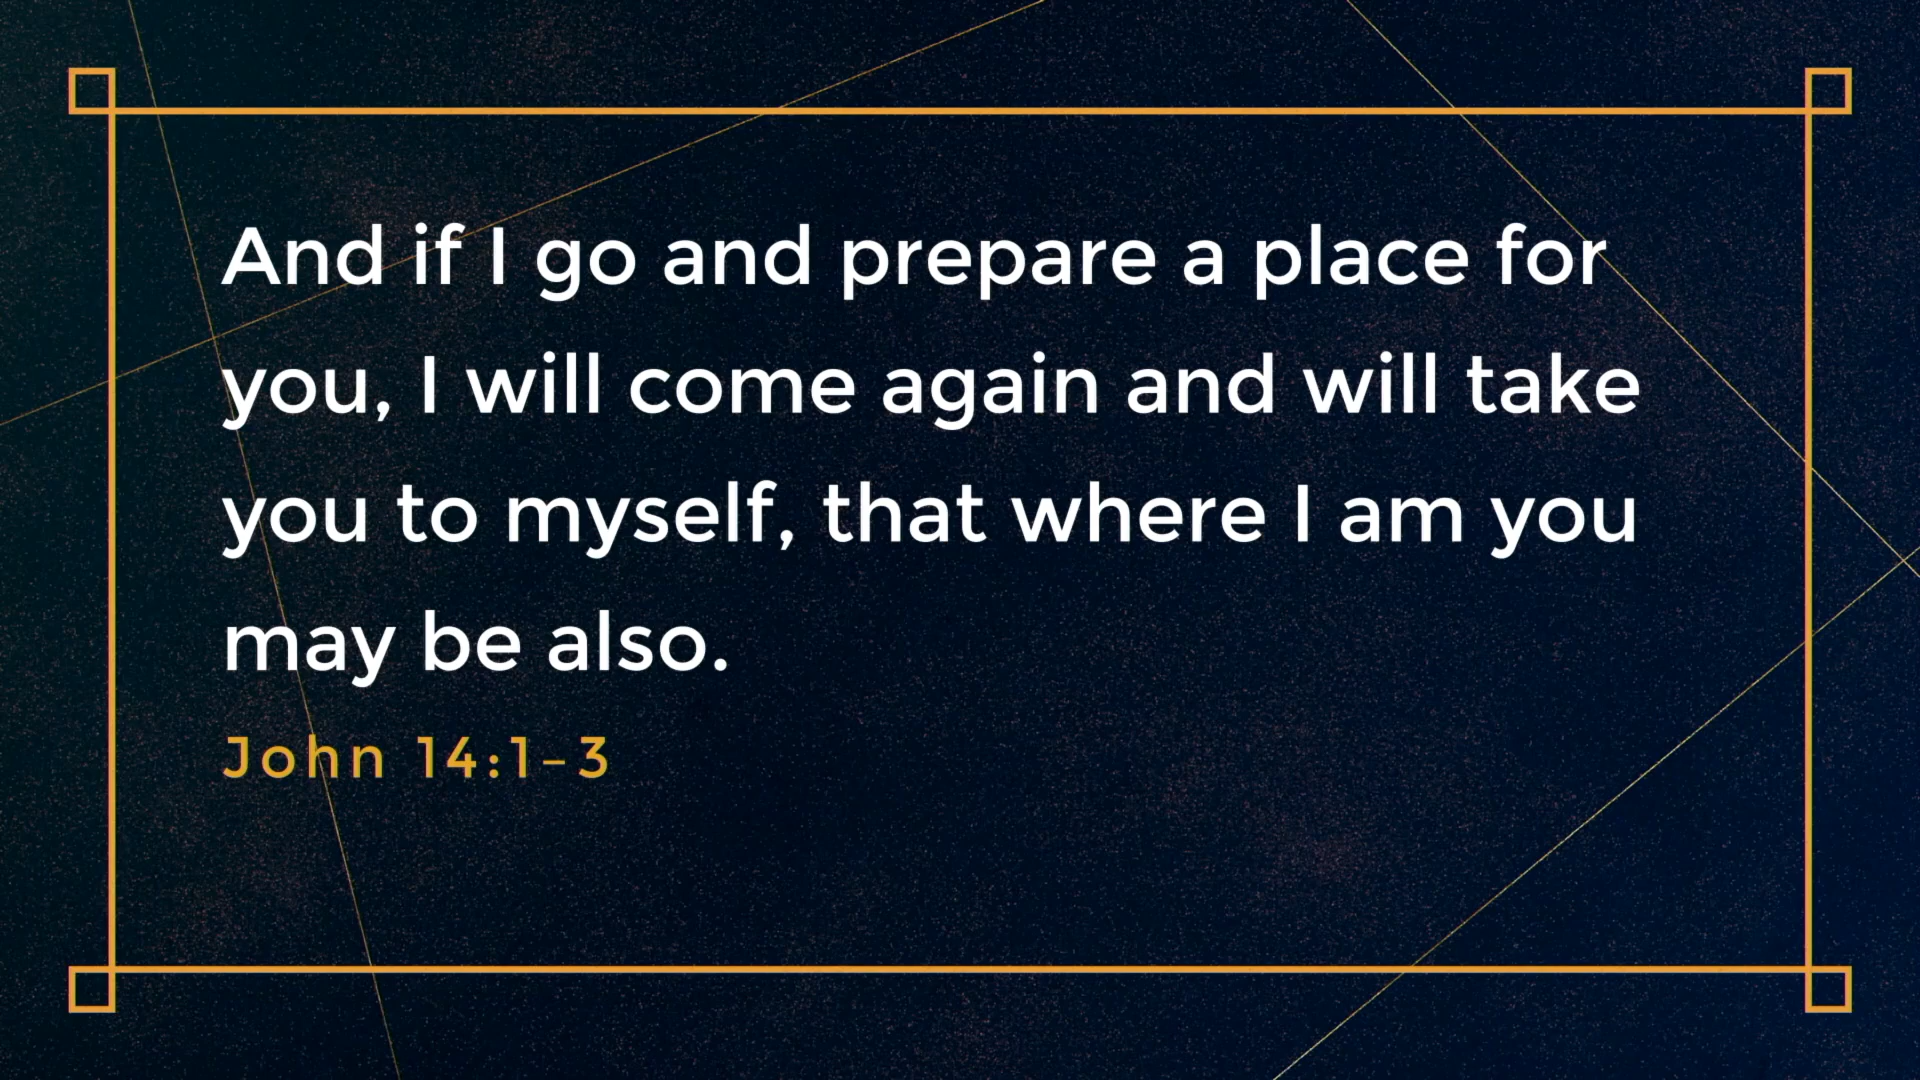 And if I go and prepare a place for
you, I will come again and will take
you to myself, that where I am you
may be also.
John 14:1–3